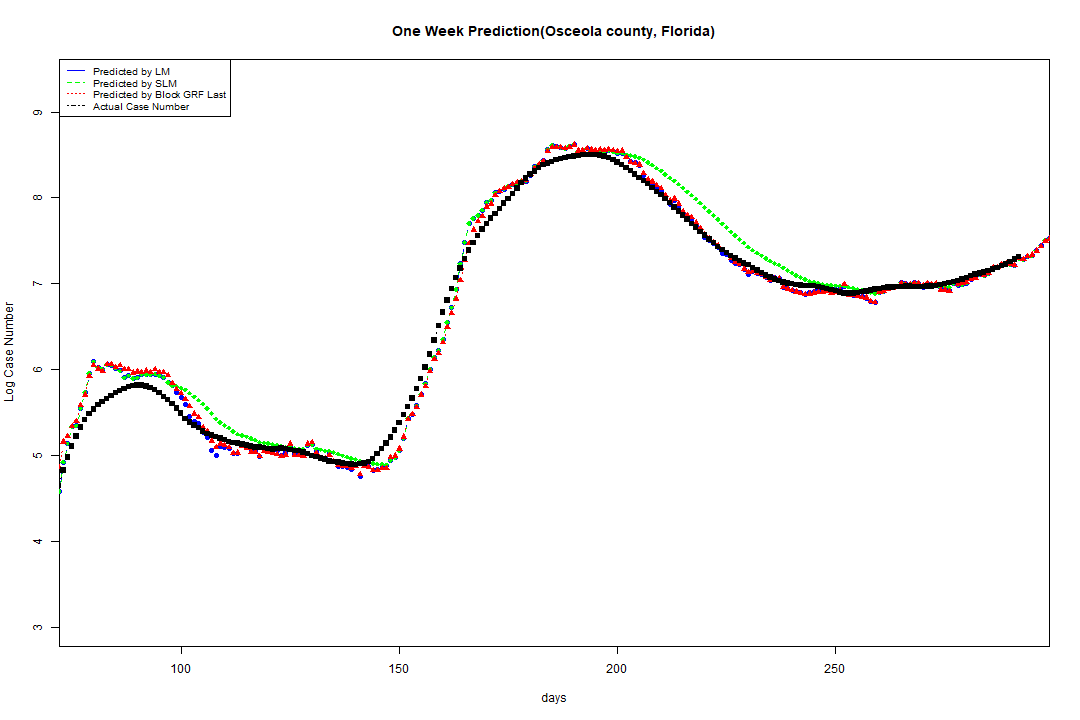 One Week Prediction(Osceola county, Florida)
Predicted by LM
Predicted by SLM
Predicted by Block GRF Last
Actual Case Number
9
8
7
6
5
4
3
Log Case Number
100 150 200 250
days